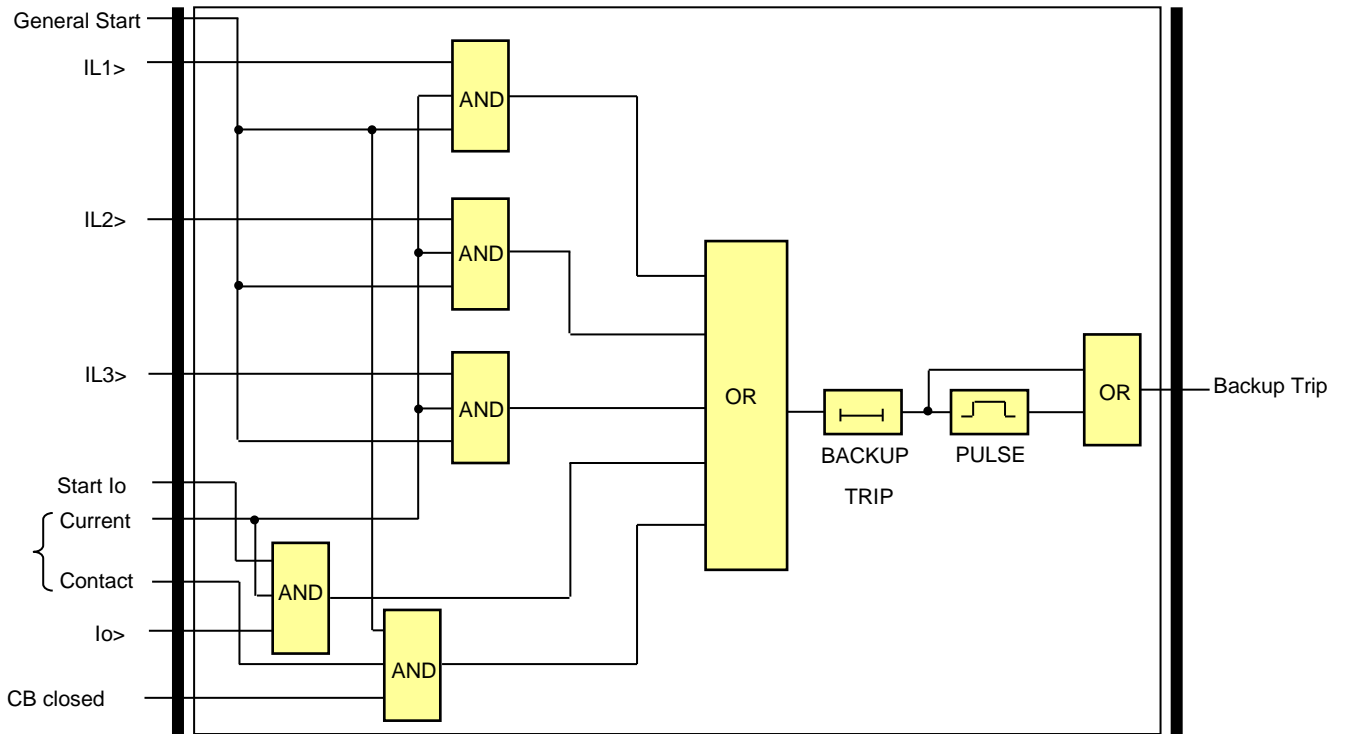 General Start
IL1>
AND
IL2>
AND
IL3>
AND
OR
OR
Backup Trip
BACKUP
TRIP
PULSE
Start Io
Current
Contact
AND
Io>
AND
CB closed